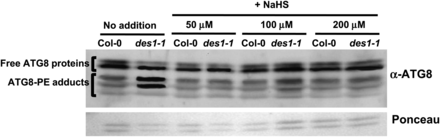 + NaHS
No addition 50 µM 100 µM 200 µM
Col-0 des1-1 Col-0 des1-1 Col-0 des1-1 Col-0 des1-1
Free ATG8 proteins
ATG8-PE adducts
α-ATG8
Ponceau